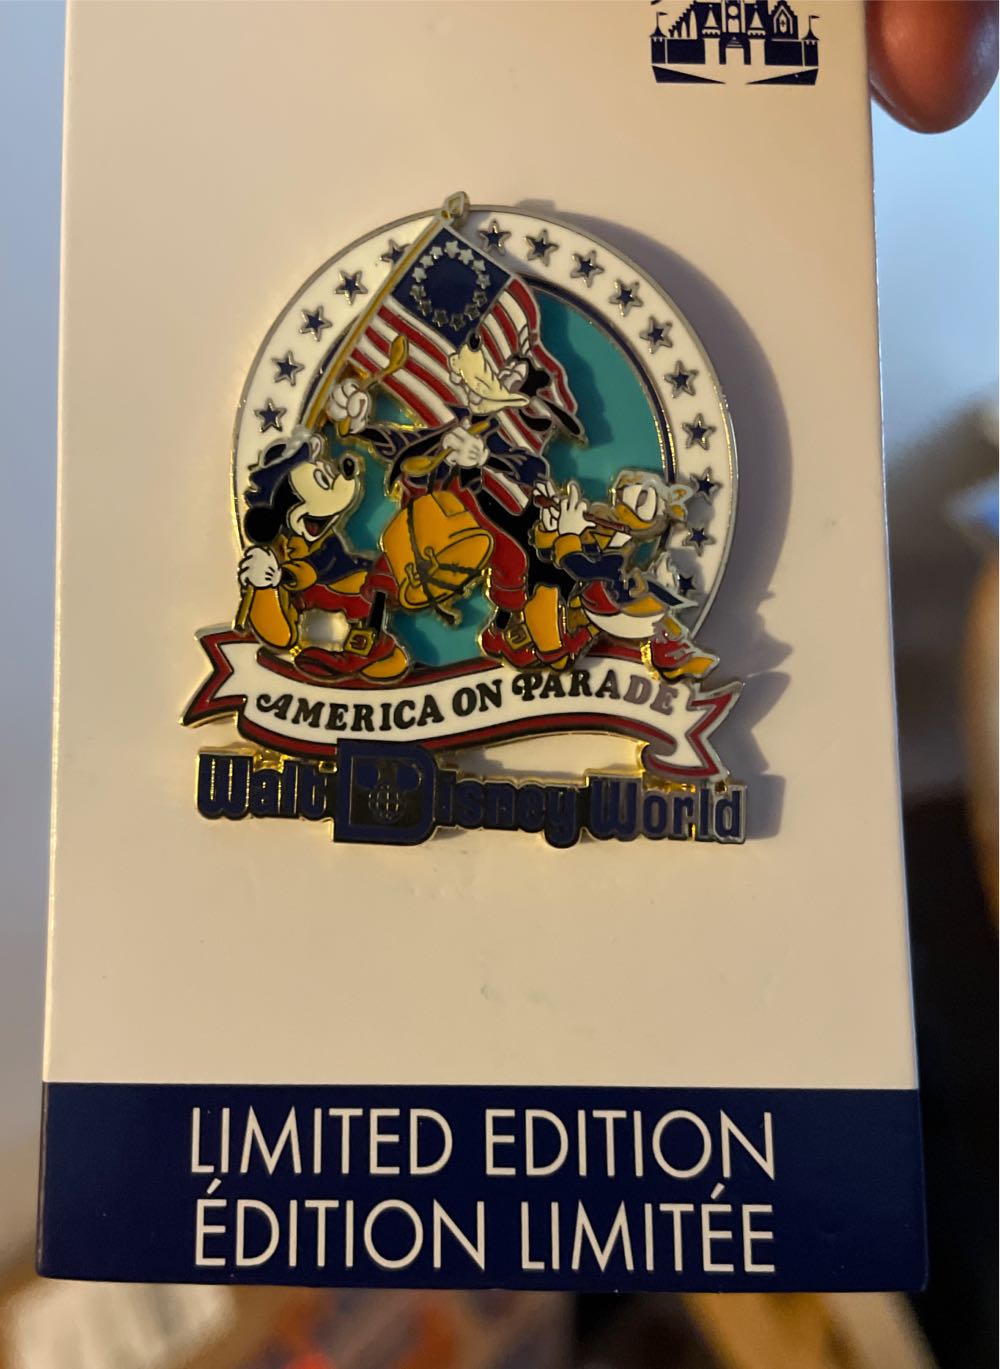 AMERICA ON PARADE
Walt Disney World
LIMITED EDITION
ÉDITION LIMITÉE